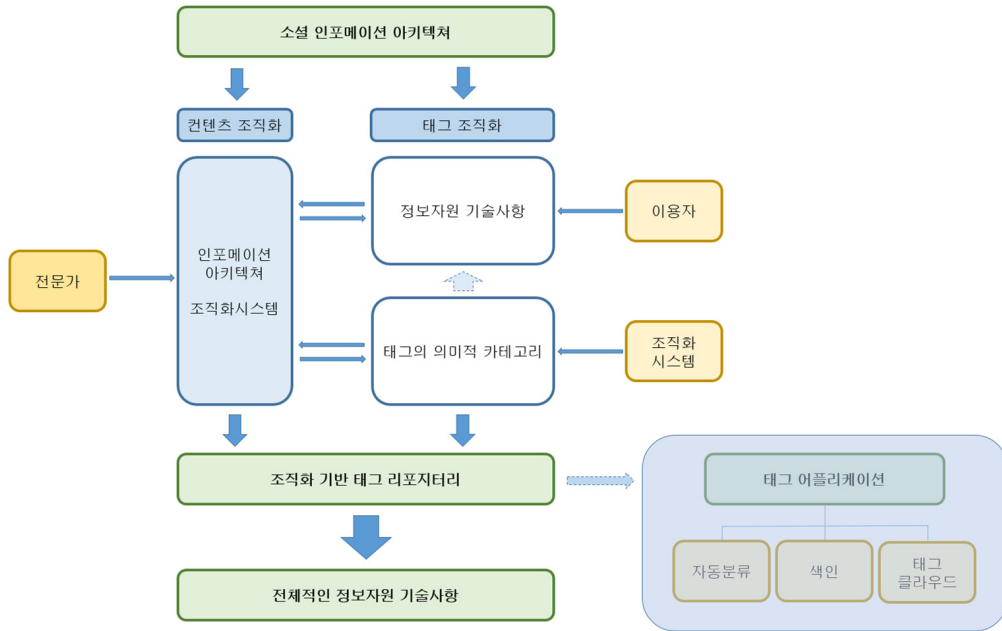 소셜 인포메이션 아키텍쳐
컨텐츠 조직화
태그 조직화
정보자원 기술사항
이용자
인포메이션
아키텍쳐
조직화시스템
전문가
태그의 의미적 카테고리
조직화
시스템
조직화 기반 태그 리포지터리
태그 어플리케이션
자동분류
색인
태그
클라우드
전체적인 정보자원 기술사항